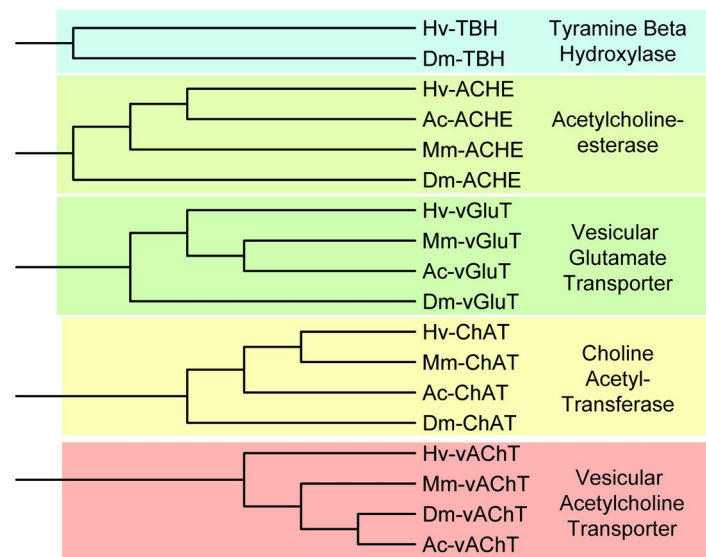 Hv-TBH
Dm-TBH
Tyramine Beta
Hydroxylase
Hv-ACHE
Ac-ACHE
Mm-ACHE
Dm-ACHE
Acetylcholine-
esterase
Hv-vGluT
Mm-vGluT
Ac-vGluT
Dm-vGluT
Vesicular
Glutamate
Transporter
Hv-ChAT
Mm-ChAT
Ac-ChAT
Dm-ChAT
Choline
Acetyl-
Transferase
Hv-vAChT
Mm-vAChT
Dm-vAChT
Ac-vAChT
Vesicular
Acetylcholine
Transporter